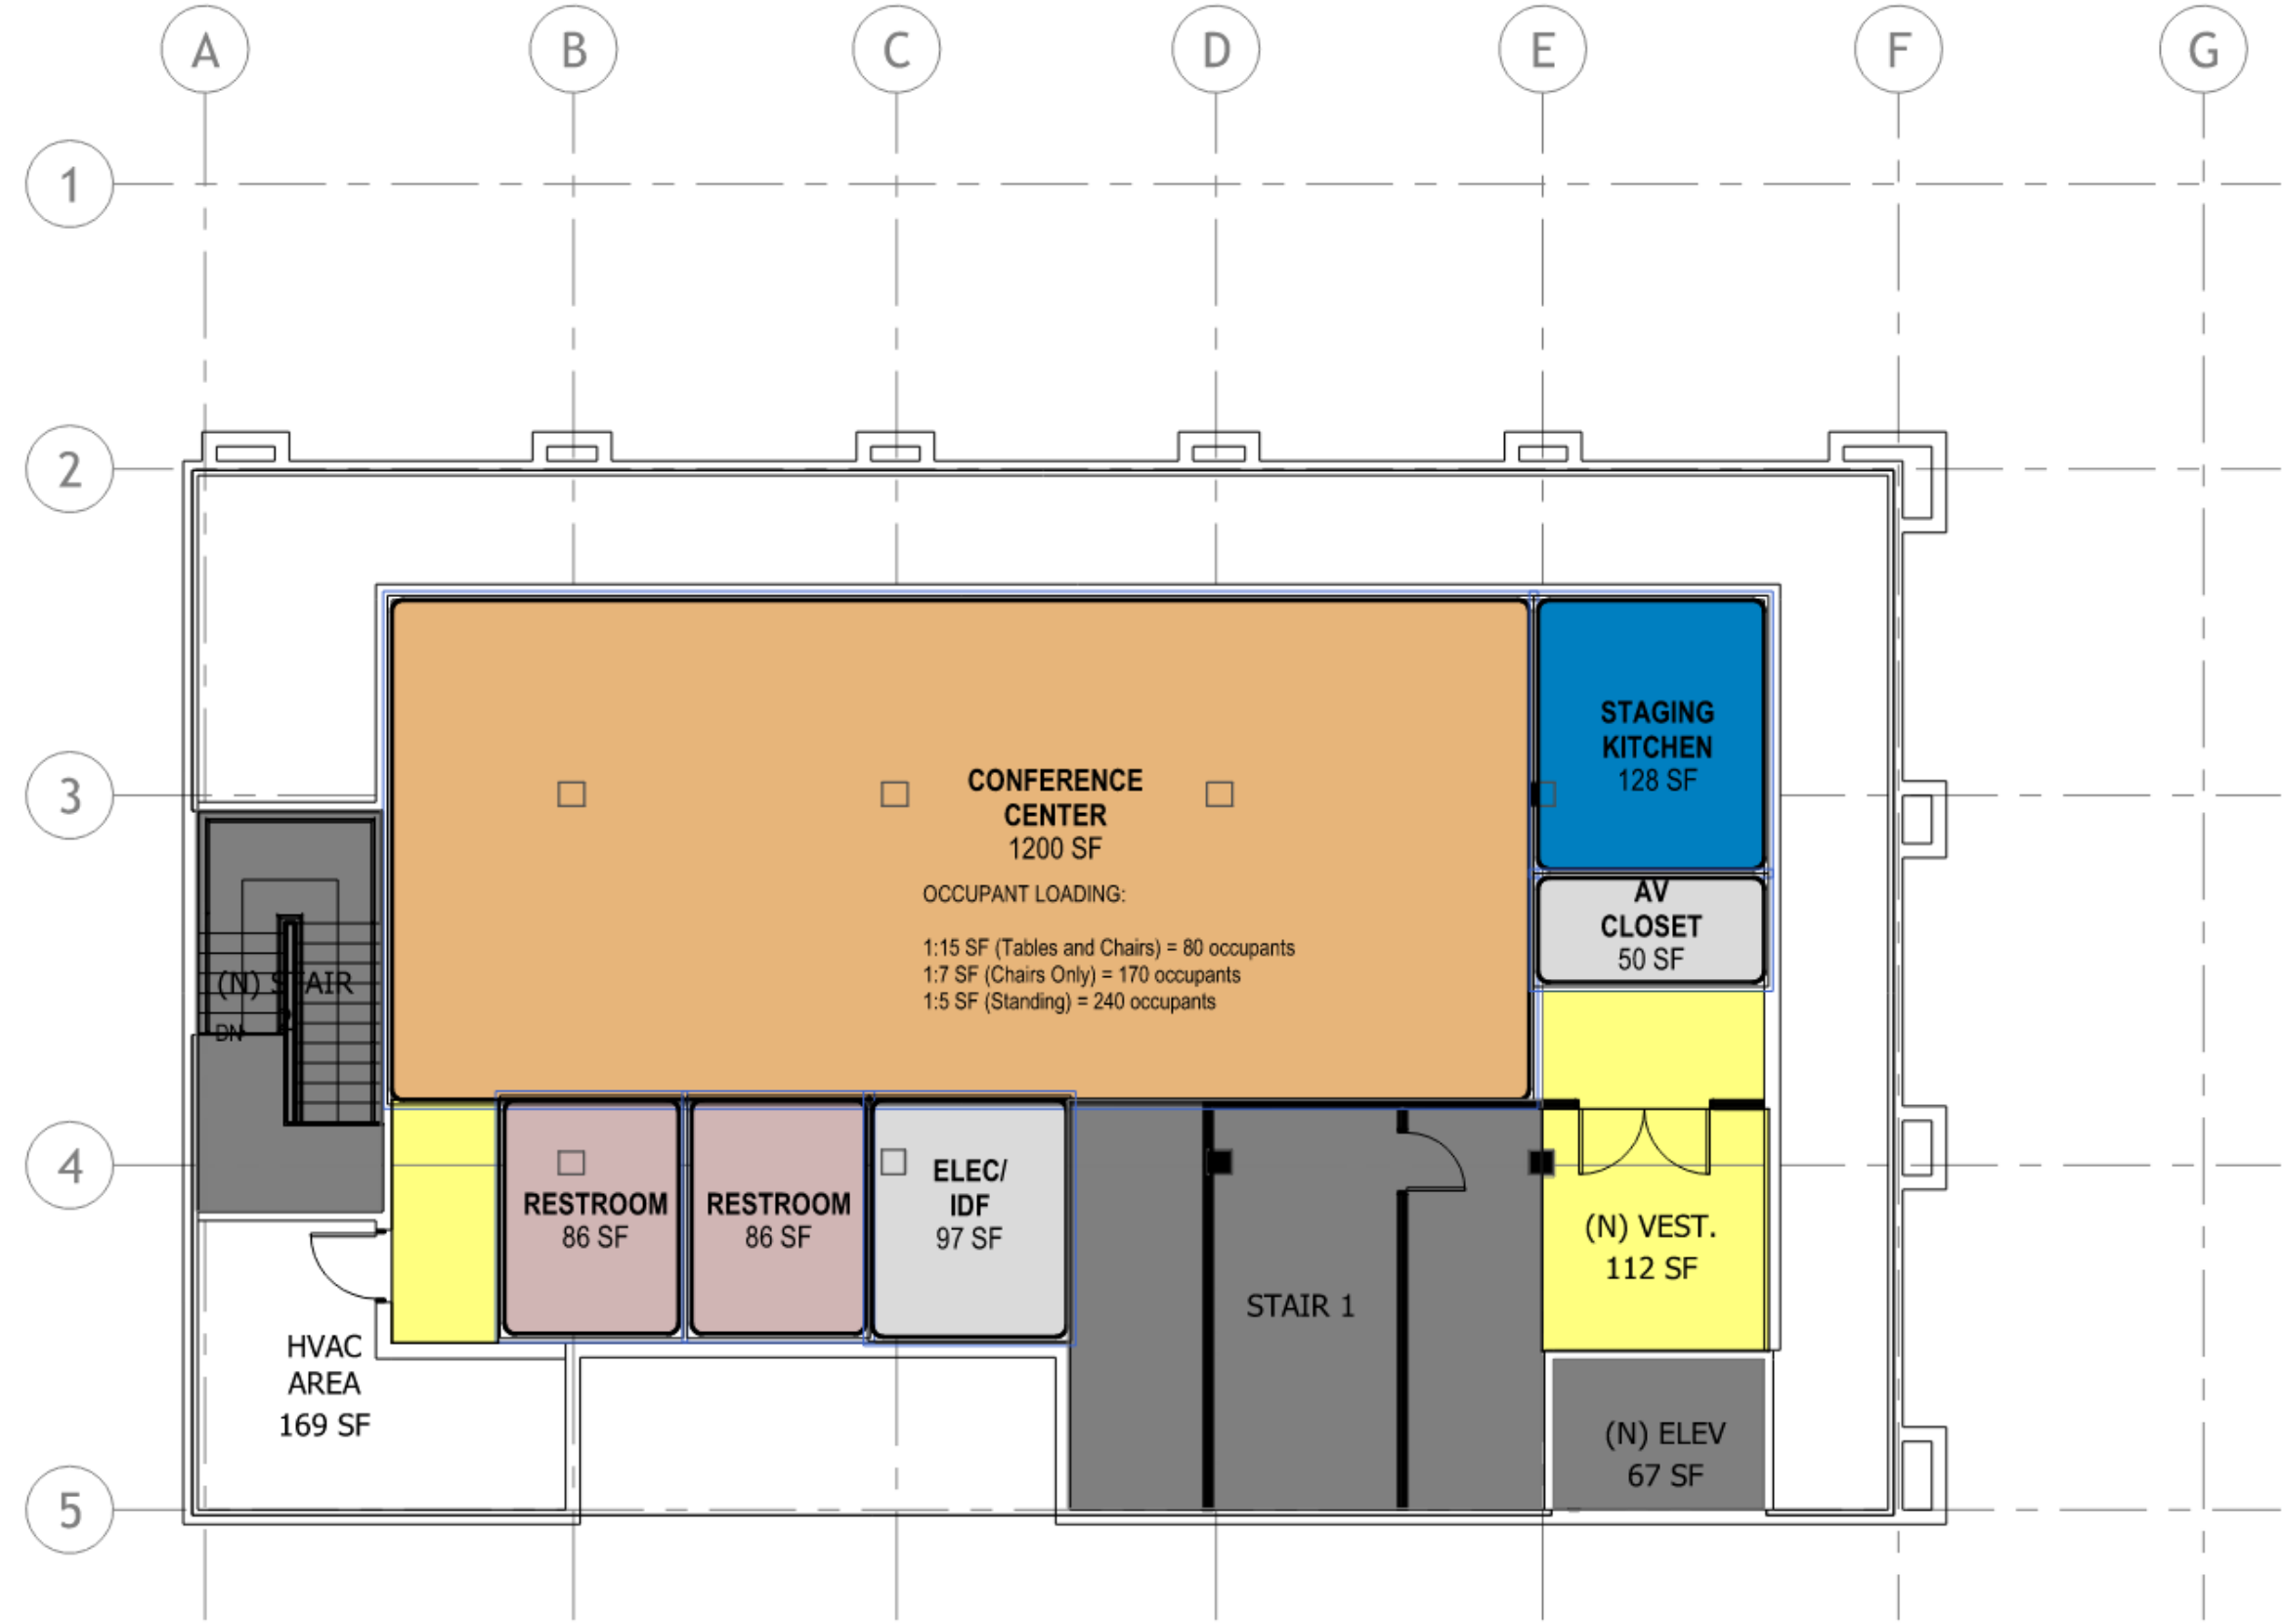 A
B
C
D
E
F
G
1
2
3
4
5
STAGING
KITCHEN
128 SF
CONFERENCE
CENTER
1200 SF
OCCUPANT LOADING:
1:15 SF (Tables and Chairs) = 80 occupants
1:7 SF (Chairs Only) = 170 occupants
1:5 SF (Standing) = 240 occupants
AV
CLOSET
50 SF
(N) STAIR
DN
RESTROOM
86 SF
RESTROOM
86 SF
ELEC/
IDF
97 SF
STAIR 1
(N) VEST.
112 SF
HVAC
AREA
169 SF
(N) ELEV
67 SF